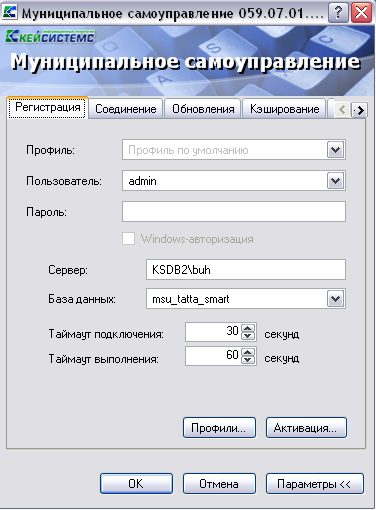 Муниципальное самоуправление 059.07.01....
КЕЙСИСТЕМС
Муниципальное самоуправление
Регистрация Соединение Обновления Кэширование
Профиль: Профиль по умолчанию
Пользователь: admin
Пароль:
Windows-авторизация
Сервер: KSDB2\buh
База данных: msu_tatta_smart
Таймаут подключения: 30 секунд
Таймаут выполнения: 60 секунд
Профили... Активация...
OK Отмена Параметры <<